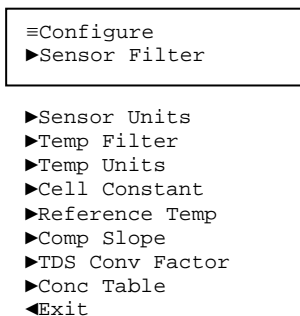 ≡Configure
►Sensor Filter
►Sensor Units
►Temp Filter
►Temp Units
►Cell Constant
►Reference Temp
►Comp Slope
►TDS Conv Factor
►Conc Table
◄Exit